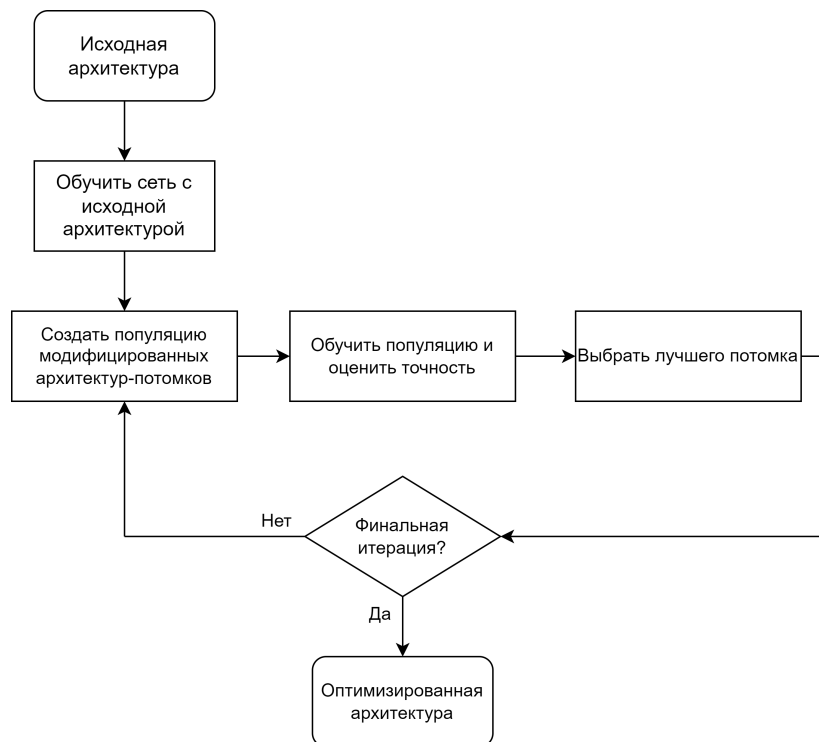 Исходная
архитектура
Обучить сеть с
исходной
архитектурой
Создать популяцию
модифицированных
архитектур-потомков
Обучить популяцию и
оценить точность
Выбрать лучшего потомка
Нет
Финальная
итерация?
Да
Оптимизированная
архитектура